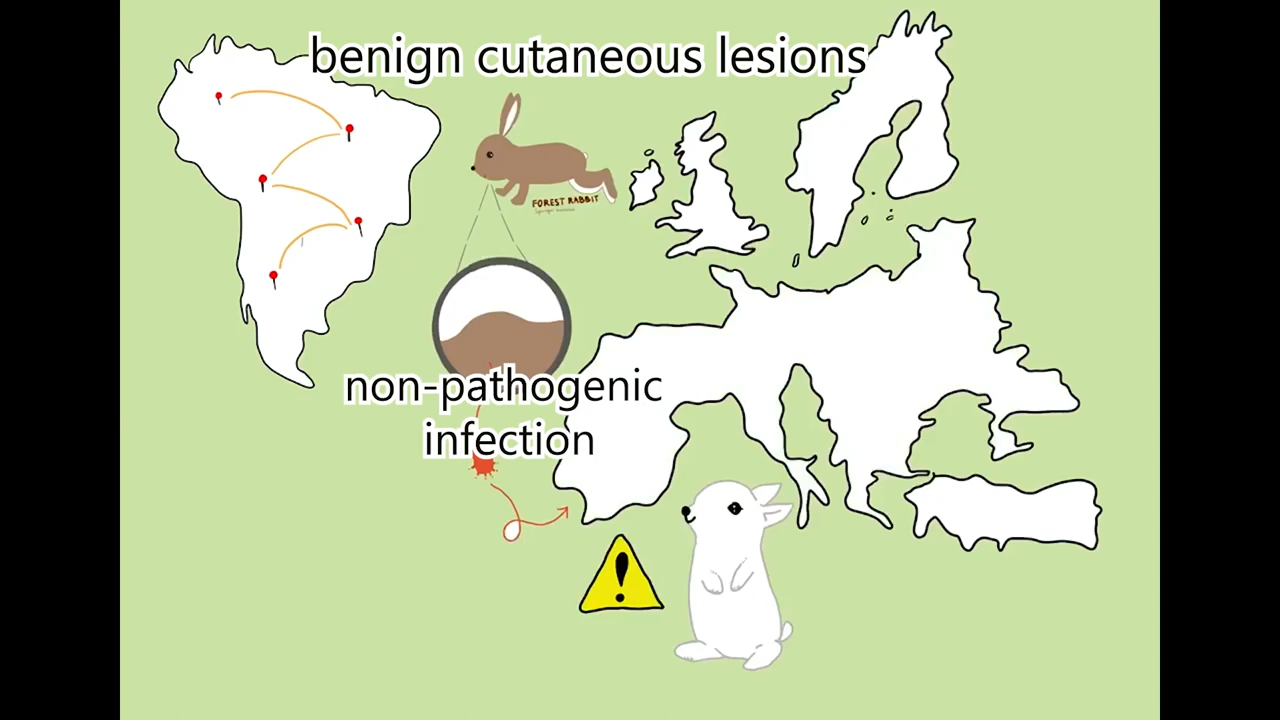 benign cutaneous lesions
FOREST RABBIT
non-pathogenic
infection